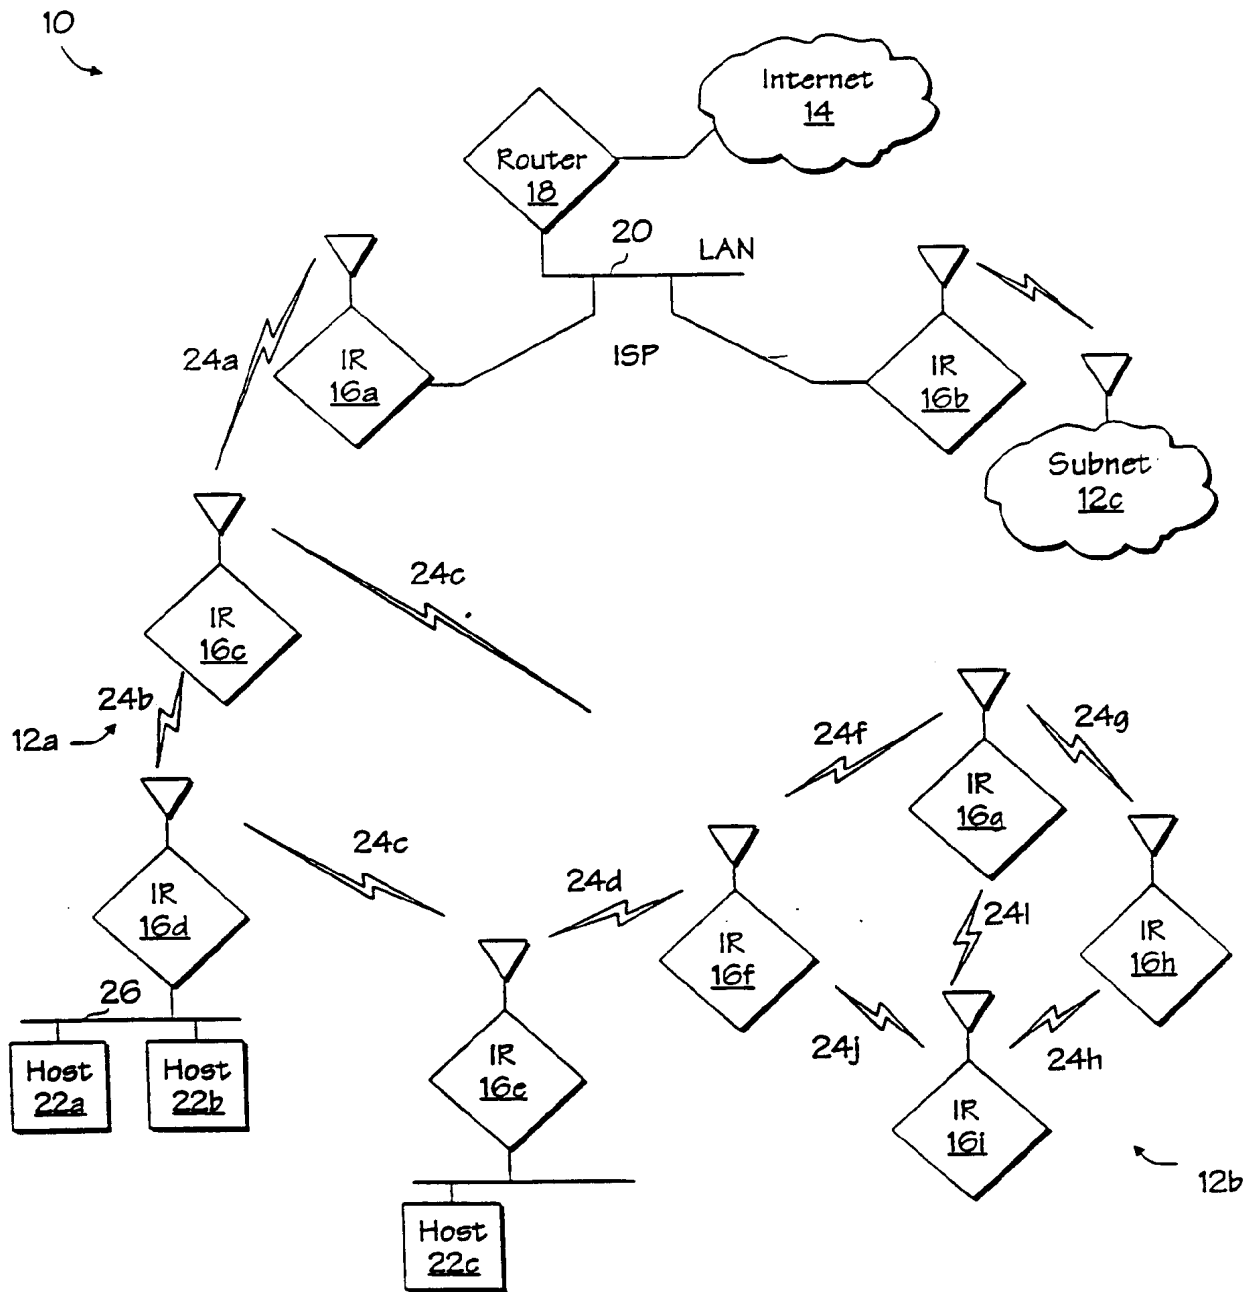 10
Internet
14
Router
18
20
LAN
24a
IR
16a
ISP
IR
16b
Subnet
12c
24c
IR
16c
24b
12a
24f
24g
IR
16g
24c
IR
16d
24d
IR
16f
24i
IR
16h
26
Host
22a
Host
22b
IR
16e
24j
24h
IR
16i
12b
Host
22c